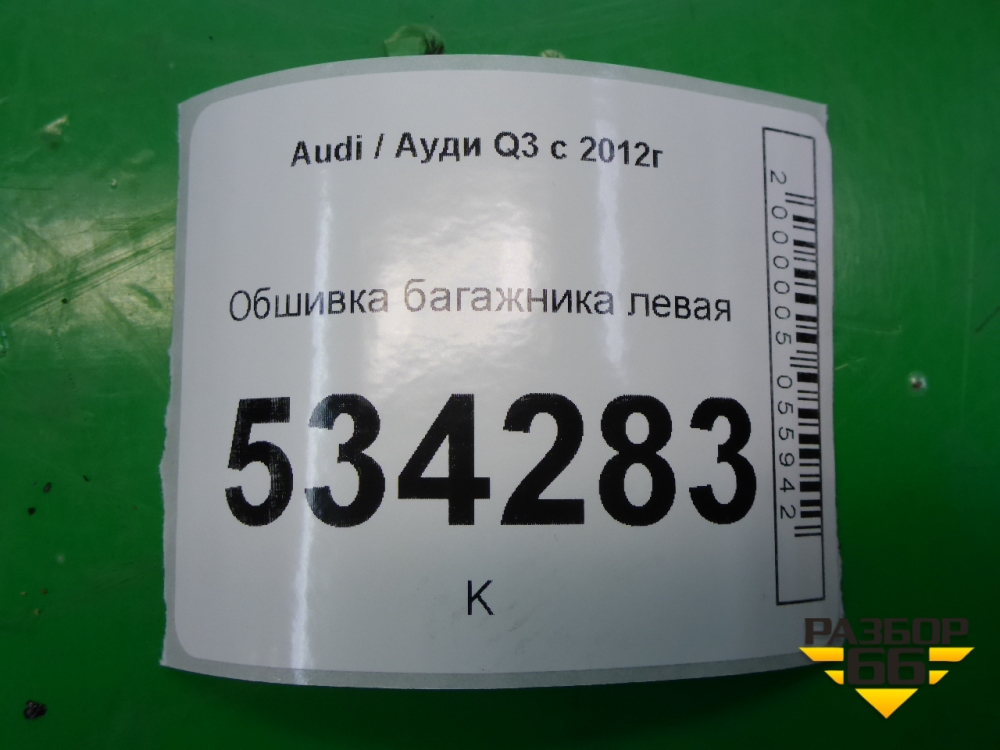 Audi / Ауди Q3 с 2012г
Обшивка багажника левая
534283
К
2000005055942
РАЗБОР
66